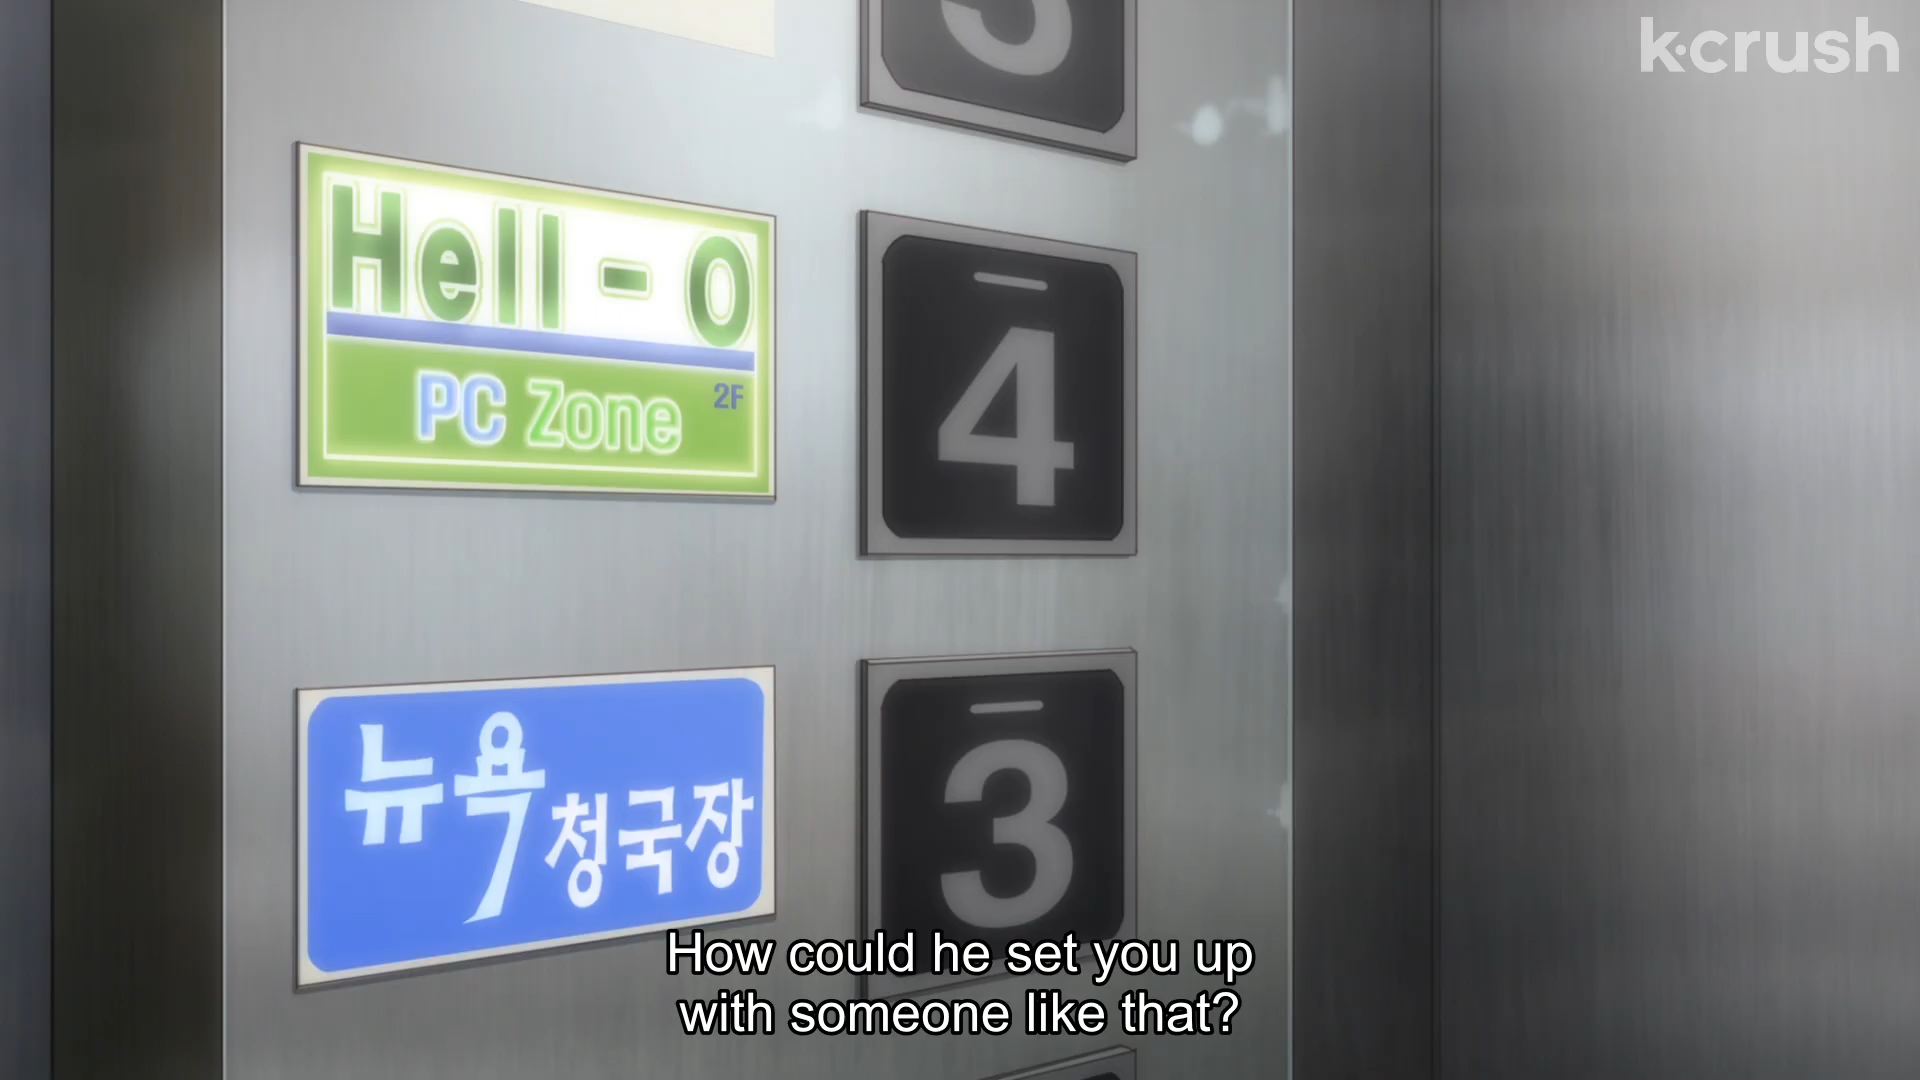 k·crush
5
Hell - O
PC Zone 2F
4
뉴욕 청국장
3
How could he set you up
with someone like that?